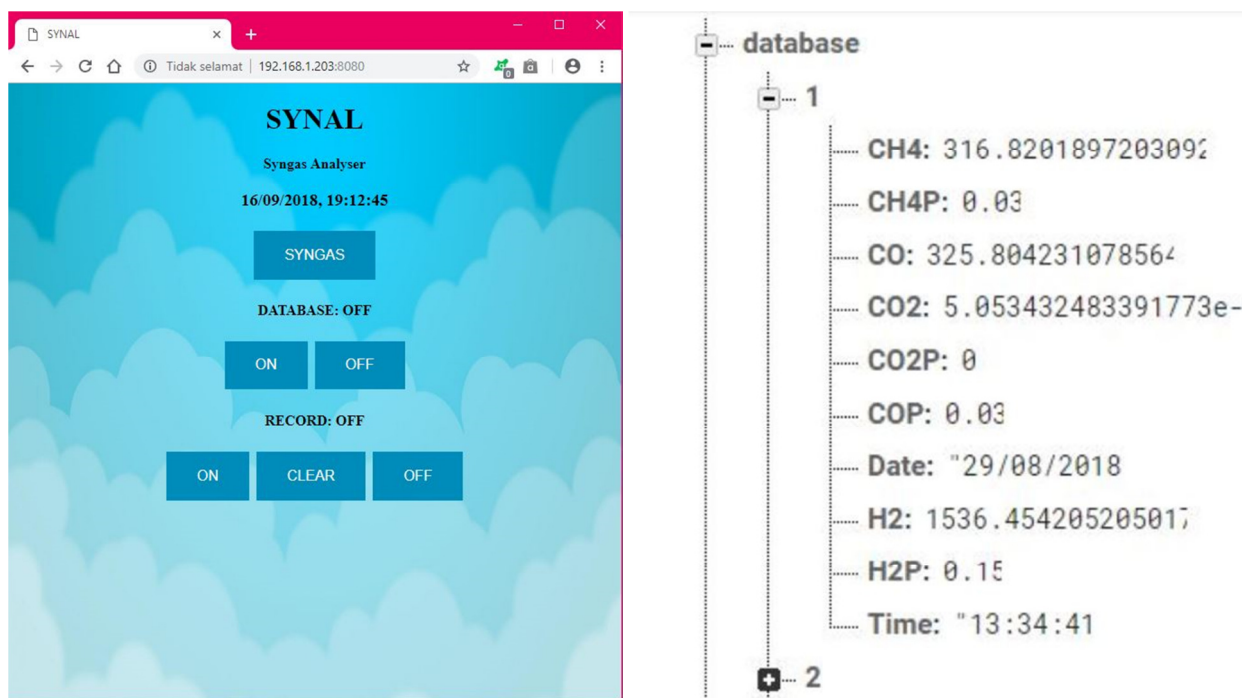 SYNAL
Tidak selamat | 192.168.1.203:8080
0
SYNAL
Syngas Analyser
16/09/2018, 19:12:45
SYNGAS
DATABASE: OFF
ON OFF
RECORD: OFF
ON CLEAR OFF
database
1
CH4: 316.8201897203092
CH4P: 0.03
CO: 325.804231078564
CO2: 5.053432483391773e-
CO2P: 0
COP: 0.03
Date: "29/08/2018
H2: 1536.454205205017
H2P: 0.15
Time: "13:34:41
2